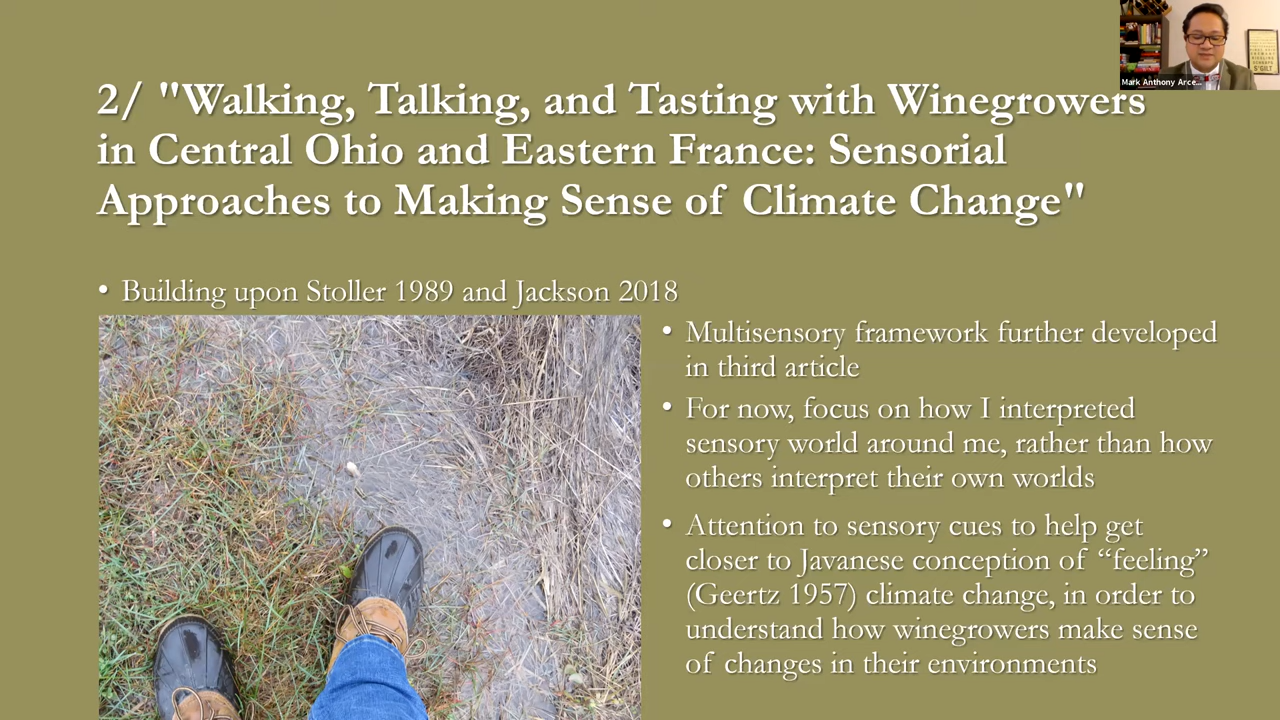 2/ "Walking, Talking, and Tasting with Winegrowers
in Central Ohio and Eastern France: Sensorial
Approaches to Making Sense of Climate Change"
• Building upon Stoller 1989 and Jackson 2018
• Multisensory framework further developed
in third article
• For now, focus on how I interpreted
sensory world around me, rather than how
others interpret their own worlds
• Attention to sensory cues to help get
closer to Javanese conception of “feeling”
(Geertz 1957) climate change, in order to
understand how winegrowers make sense
of changes in their environments
Mark Anthony Arce...